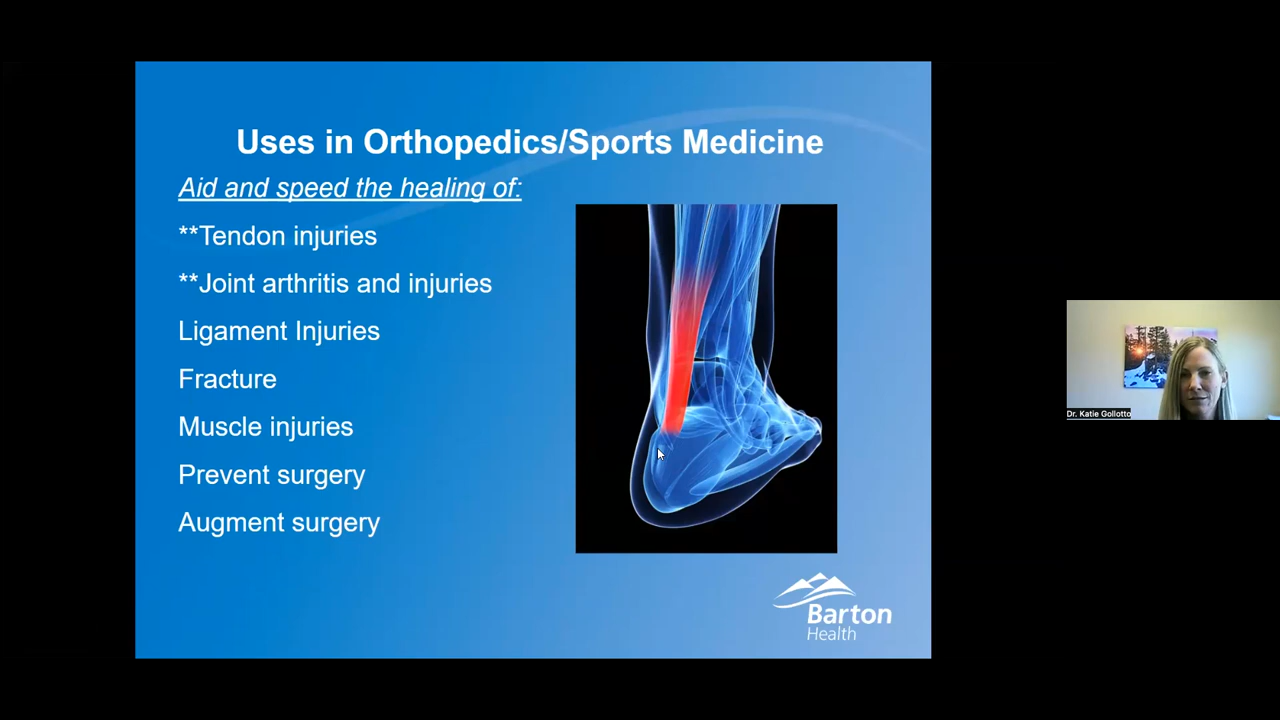 Uses in Orthopedics/Sports Medicine
Aid and speed the healing of:
**Tendon injuries
**Joint arthritis and injuries
Ligament Injuries
Fracture
Muscle injuries
Prevent surgery
Augment surgery
Barton
Health
Dr. Katie Gollotto